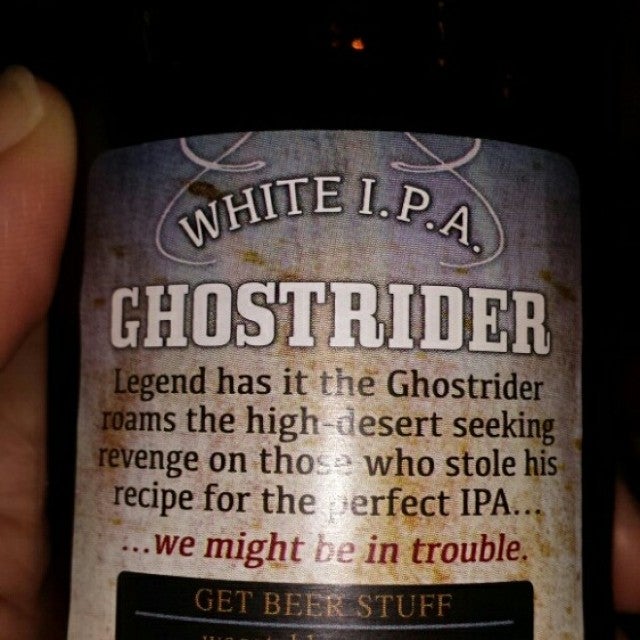 WHITE I.P.A.
GHOSTRIDER
Legend has it the Ghostrider
roams the high-desert seeking
revenge on those who stole his
recipe for the perfect IPA...
...we might be in trouble.
GET BEER STUFF